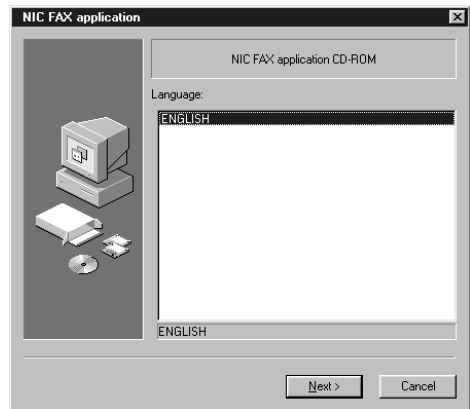 NIC FAX application
NIC FAX application CD-ROM
Language:
ENGLISH
ENGLISH
Next >
Cancel